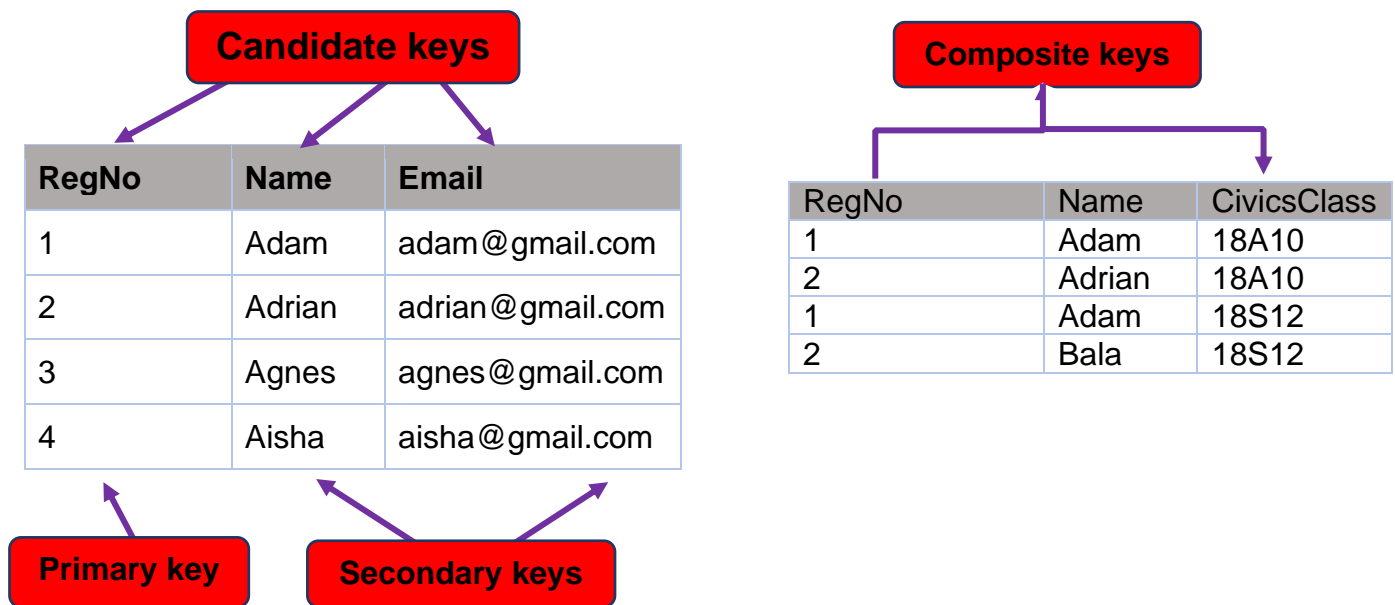 Candidate keys
RegNo Name Email
1 Adam adam@gmail.com
2 Adrian adrian@gmail.com
3 Agnes agnes@gmail.com
4 Aisha aisha@gmail.com
Primary key
Secondary keys
Composite keys
RegNo Name CivicsClass
1 Adam 18A10
2 Adrian 18A10
1 Adam 18S12
2 Bala 18S12